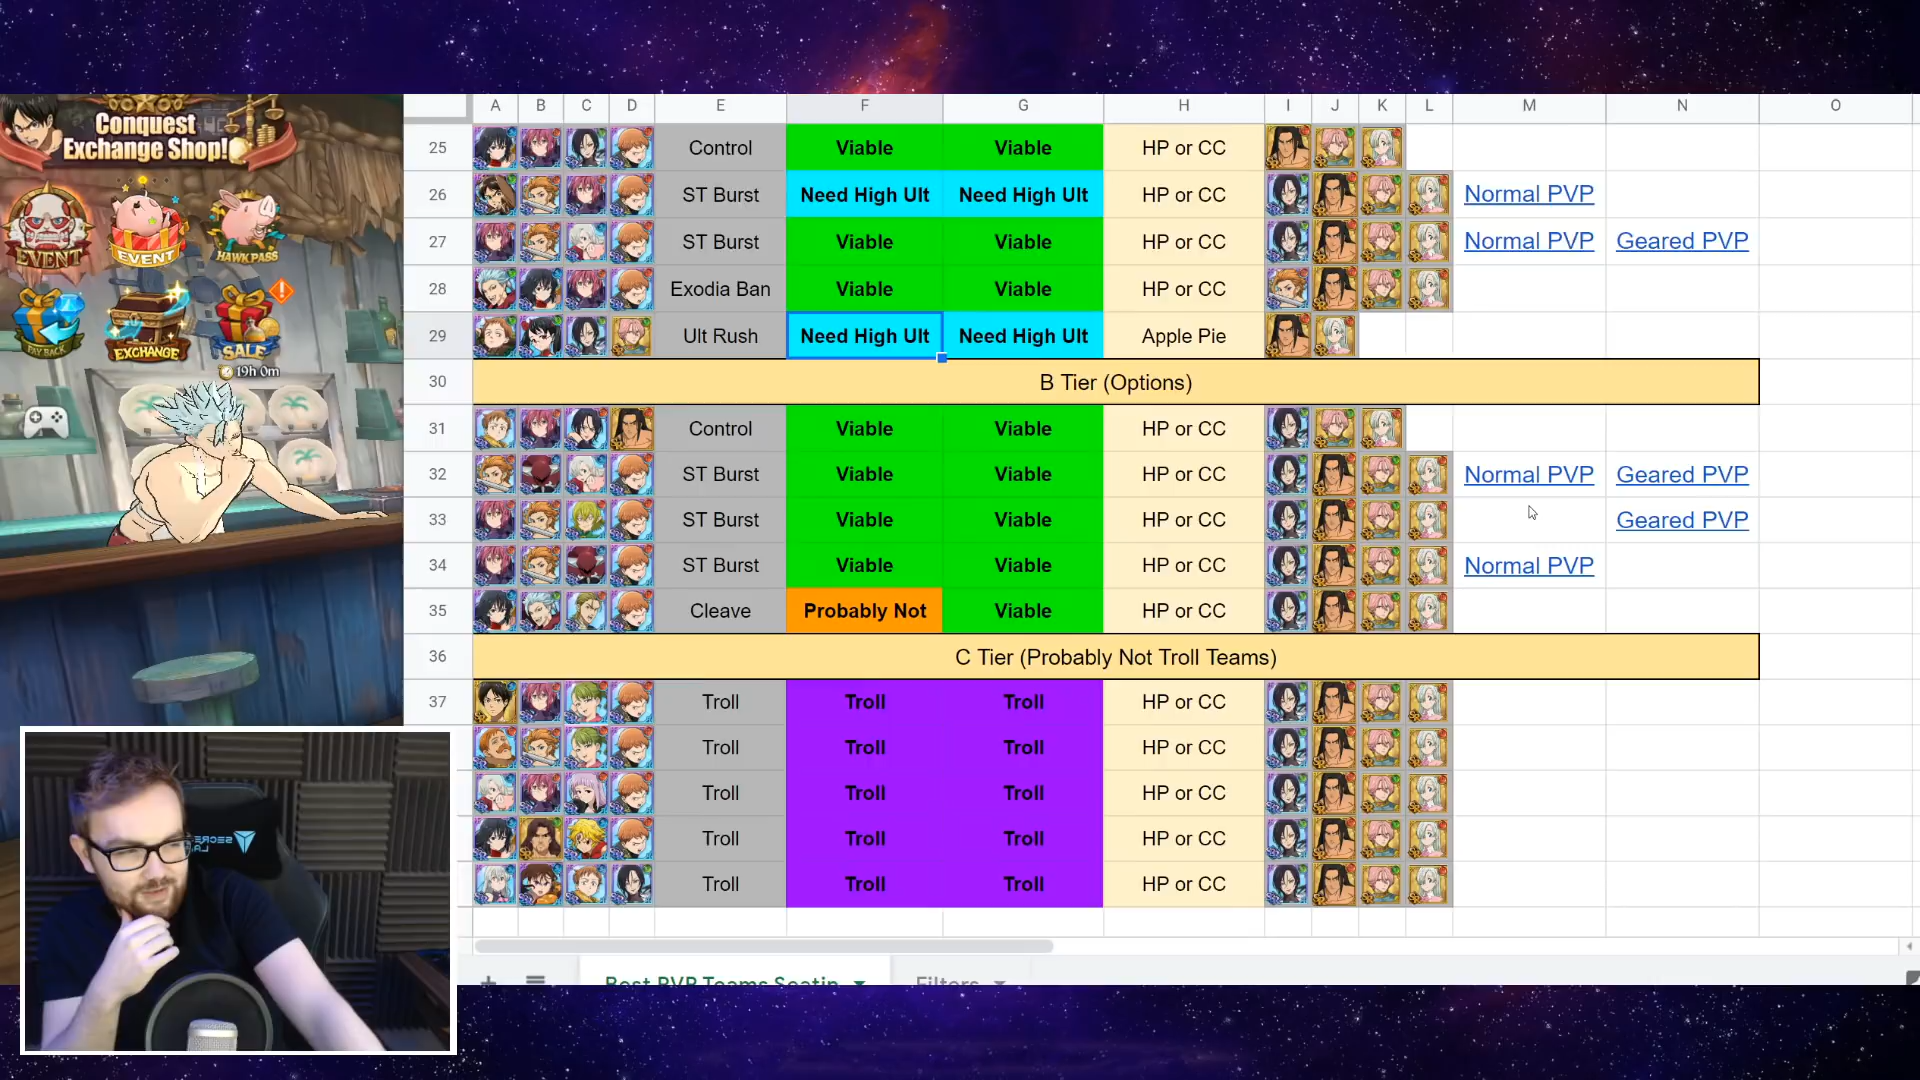 Conquest
Exchange Shop!
EVENT
EVENT
HAWK PASS
PAY BACK
EXCHANGE
SALE
19h 0m
A B C D E F G H I J K L M N O
25 Control Viable Viable HP or CC
26 ST Burst Need High Ult Need High Ult HP or CC Normal PVP
27 ST Burst Viable Viable HP or CC Normal PVP Geared PVP
28 Exodia Ban Viable Viable HP or CC
29 Ult Rush Need High Ult Need High Ult Apple Pie
30 B Tier (Options)
31 Control Viable Viable HP or CC
32 ST Burst Viable Viable HP or CC Normal PVP Geared PVP
33 ST Burst Viable Viable HP or CC Geared PVP
34 ST Burst Viable Viable HP or CC Normal PVP
35 Cleave Probably Not Viable HP or CC
36 C Tier (Probably Not Troll Teams)
37 Troll Troll Troll HP or CC
Troll Troll Troll HP or CC
Troll Troll Troll HP or CC
Troll Troll Troll HP or CC
Troll Troll Troll HP or CC
Best PVP Teams Seatin Filters